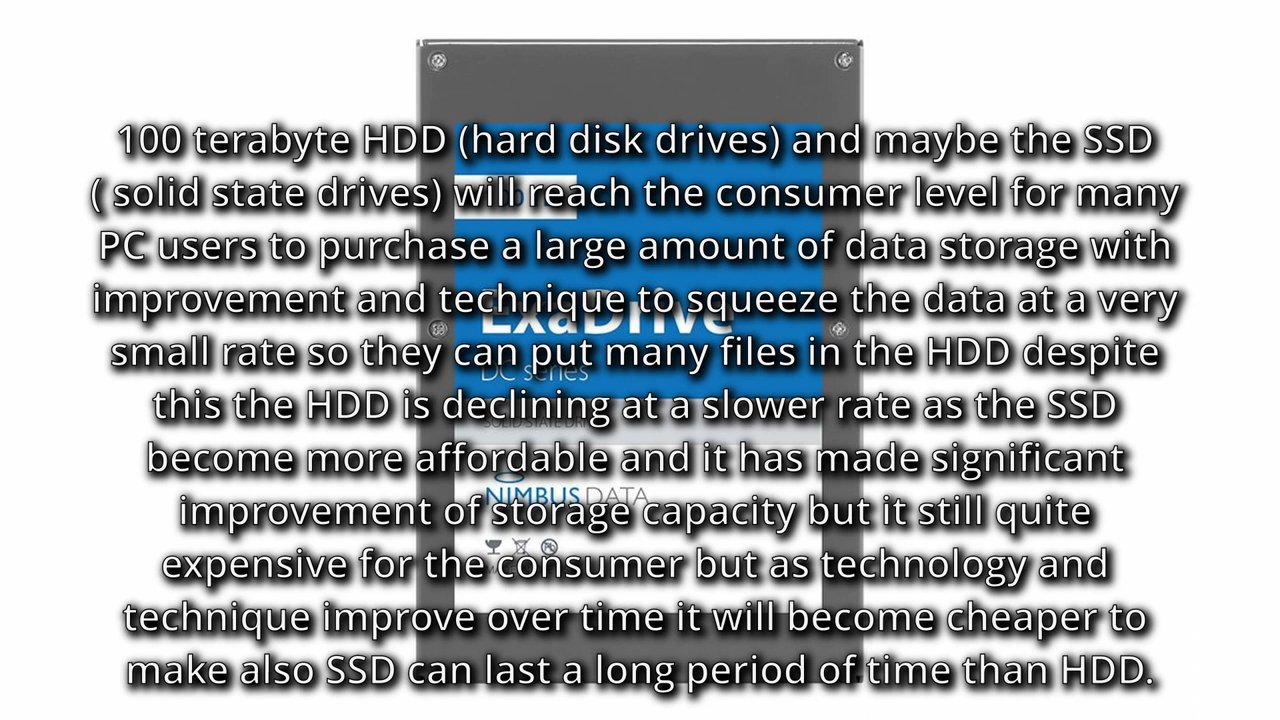 100 terabyte HDD (hard disk drives) and maybe the SSD
( solid state drives) will reach the consumer level for many
PC users to purchase a large amount of data storage with
improvement and technique to squeeze the data at a very
small rate so they can put many files in the HDD despite
this the HDD is declining at a slower rate as the SSD
become more affordable and it has made significant
improvement of storage capacity but it still quite
expensive for the consumer but as technology and
technique improve over time it will become cheaper to
make also SSD can last a long period of time than HDD.
ExaDrive
DC series
SOLID STATE
NIMBUS DATA